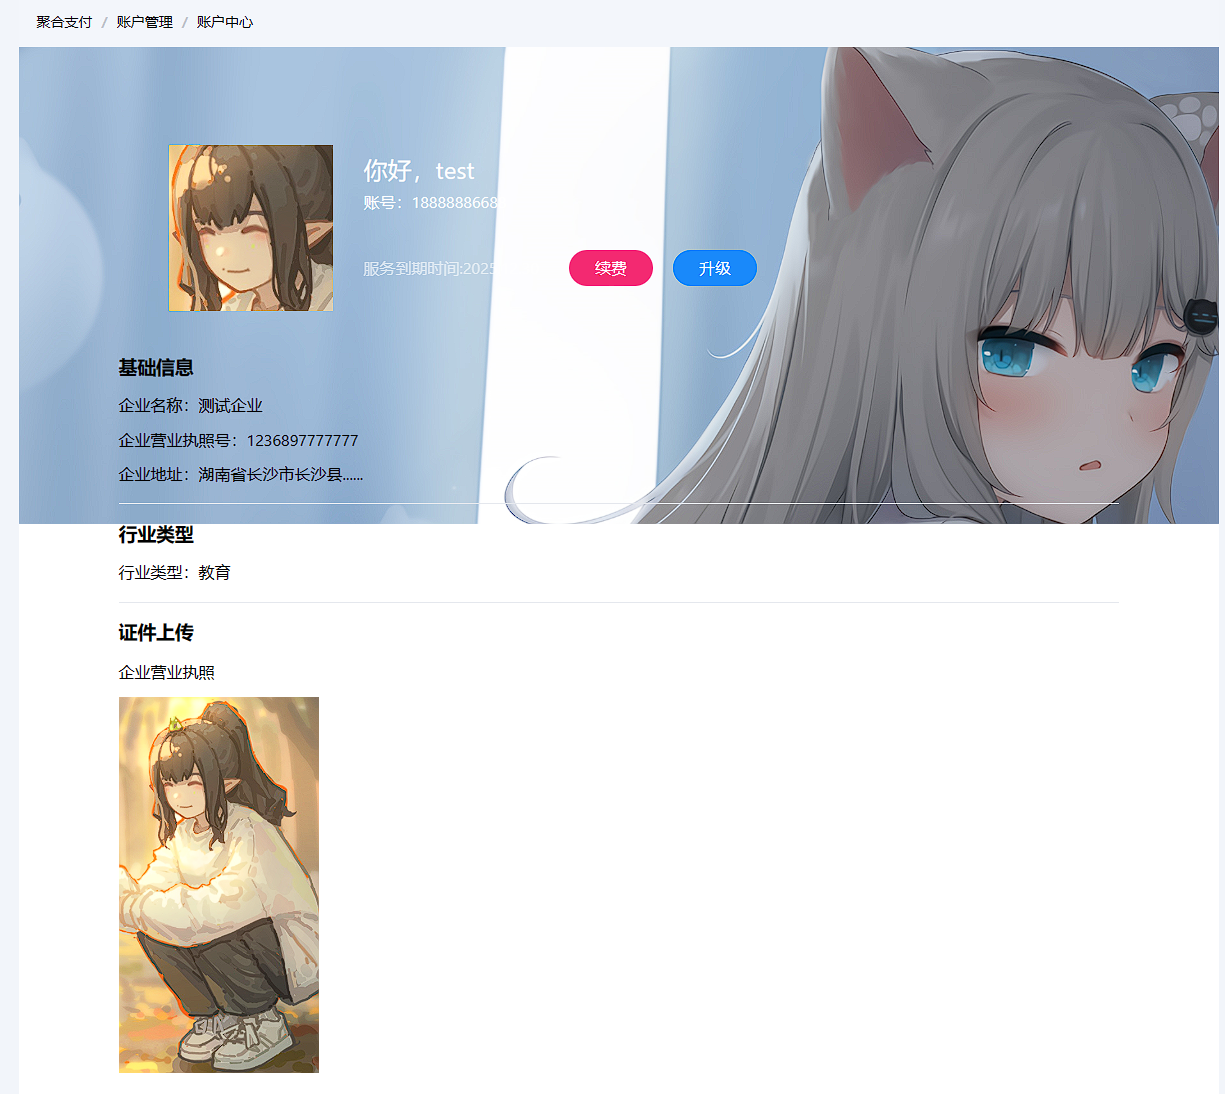 聚合支付 / 账户管理 / 账户中心
你好，test
账号：1888888668
服务到期时间:2025
续费 升级
基础信息
企业名称：测试企业
企业营业执照号：1236897777777
企业地址：湖南省长沙市长沙县......
行业类型
行业类型：教育
证件上传
企业营业执照